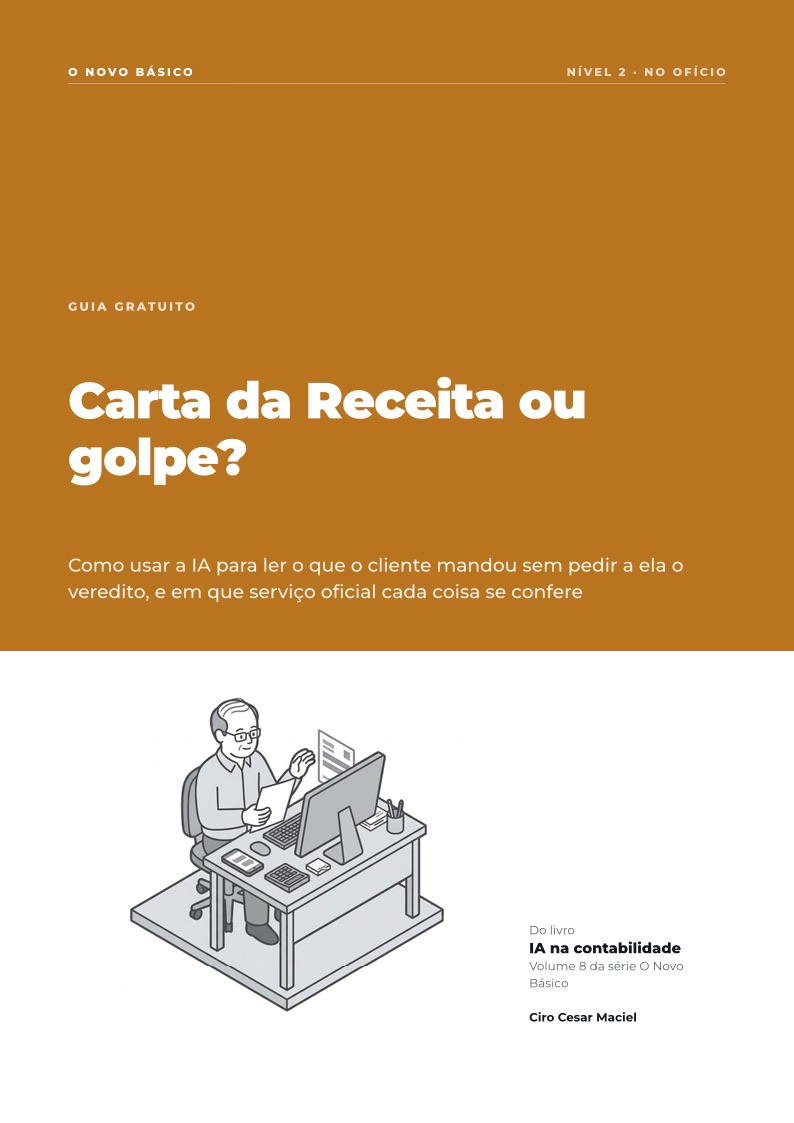 O NOVO BÁSICO
NÍVEL 2 · NO OFÍCIO
GUIA GRATUITO
Carta da Receita ou
golpe?
Como usar a IA para ler o que o cliente mandou sem pedir a ela o
veredito, e em que serviço oficial cada coisa se confere
Do livro
IA na contabilidade
Volume 8 da série O Novo
Básico
Ciro Cesar Maciel